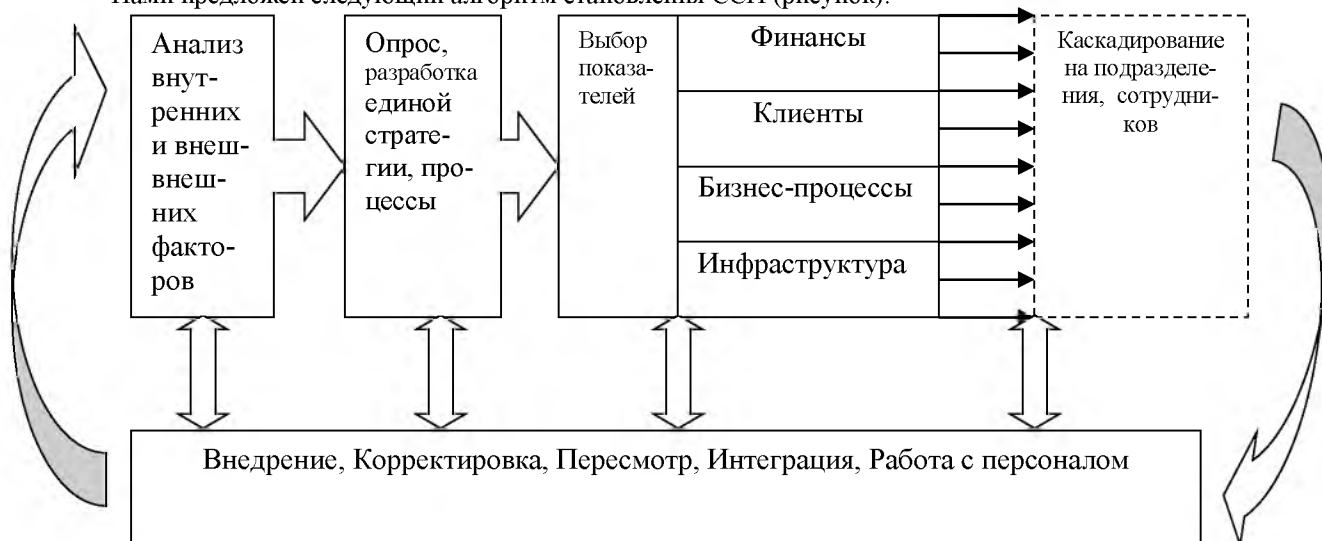 Нами предложен следующий алгоритм становления ССП (рисунок):
Анализ
внут-
ренних
и внеш-
внеш-
них
факто-
ров
Опрос,
разработка
единой
страте-
гии, про-
цессы
Выбор
показа-
телей
Финансы
Клиенты
Бизнес-процессы
Инфраструктура
Каскадирование
на подразделе-
ния, сотрудни-
ков
Внедрение, Корректировка, Пересмотр, Интеграция, Работа с персоналом